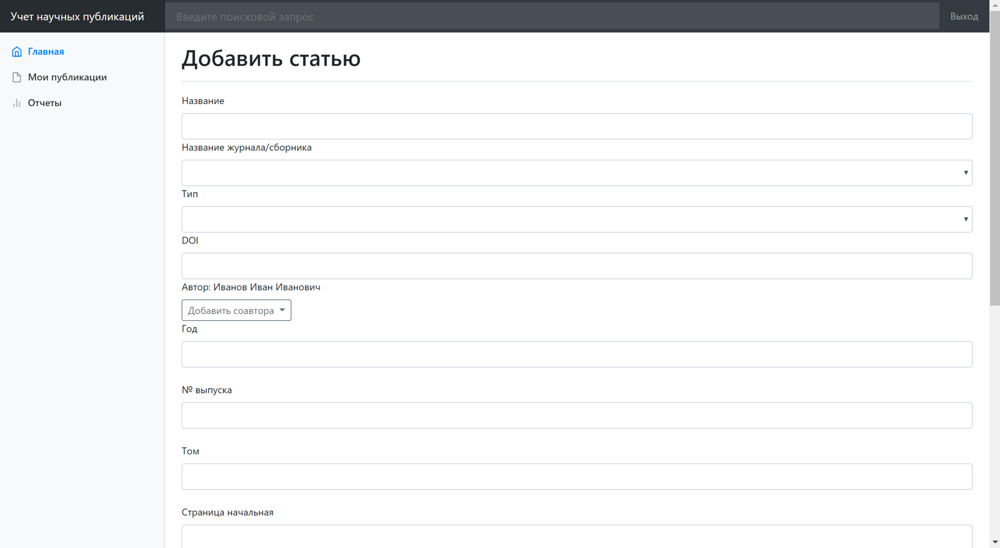 Учет научных публикаций
Введите поисковой запрос
Выход
Главная
Мои публикации
Отчеты
Добавить статью
Название
Название журнала/сборника
Тип
DOI
Автор: Иванов Иван Иванович
Добавить соавтора
Год
№ выпуска
Том
Страница начальная